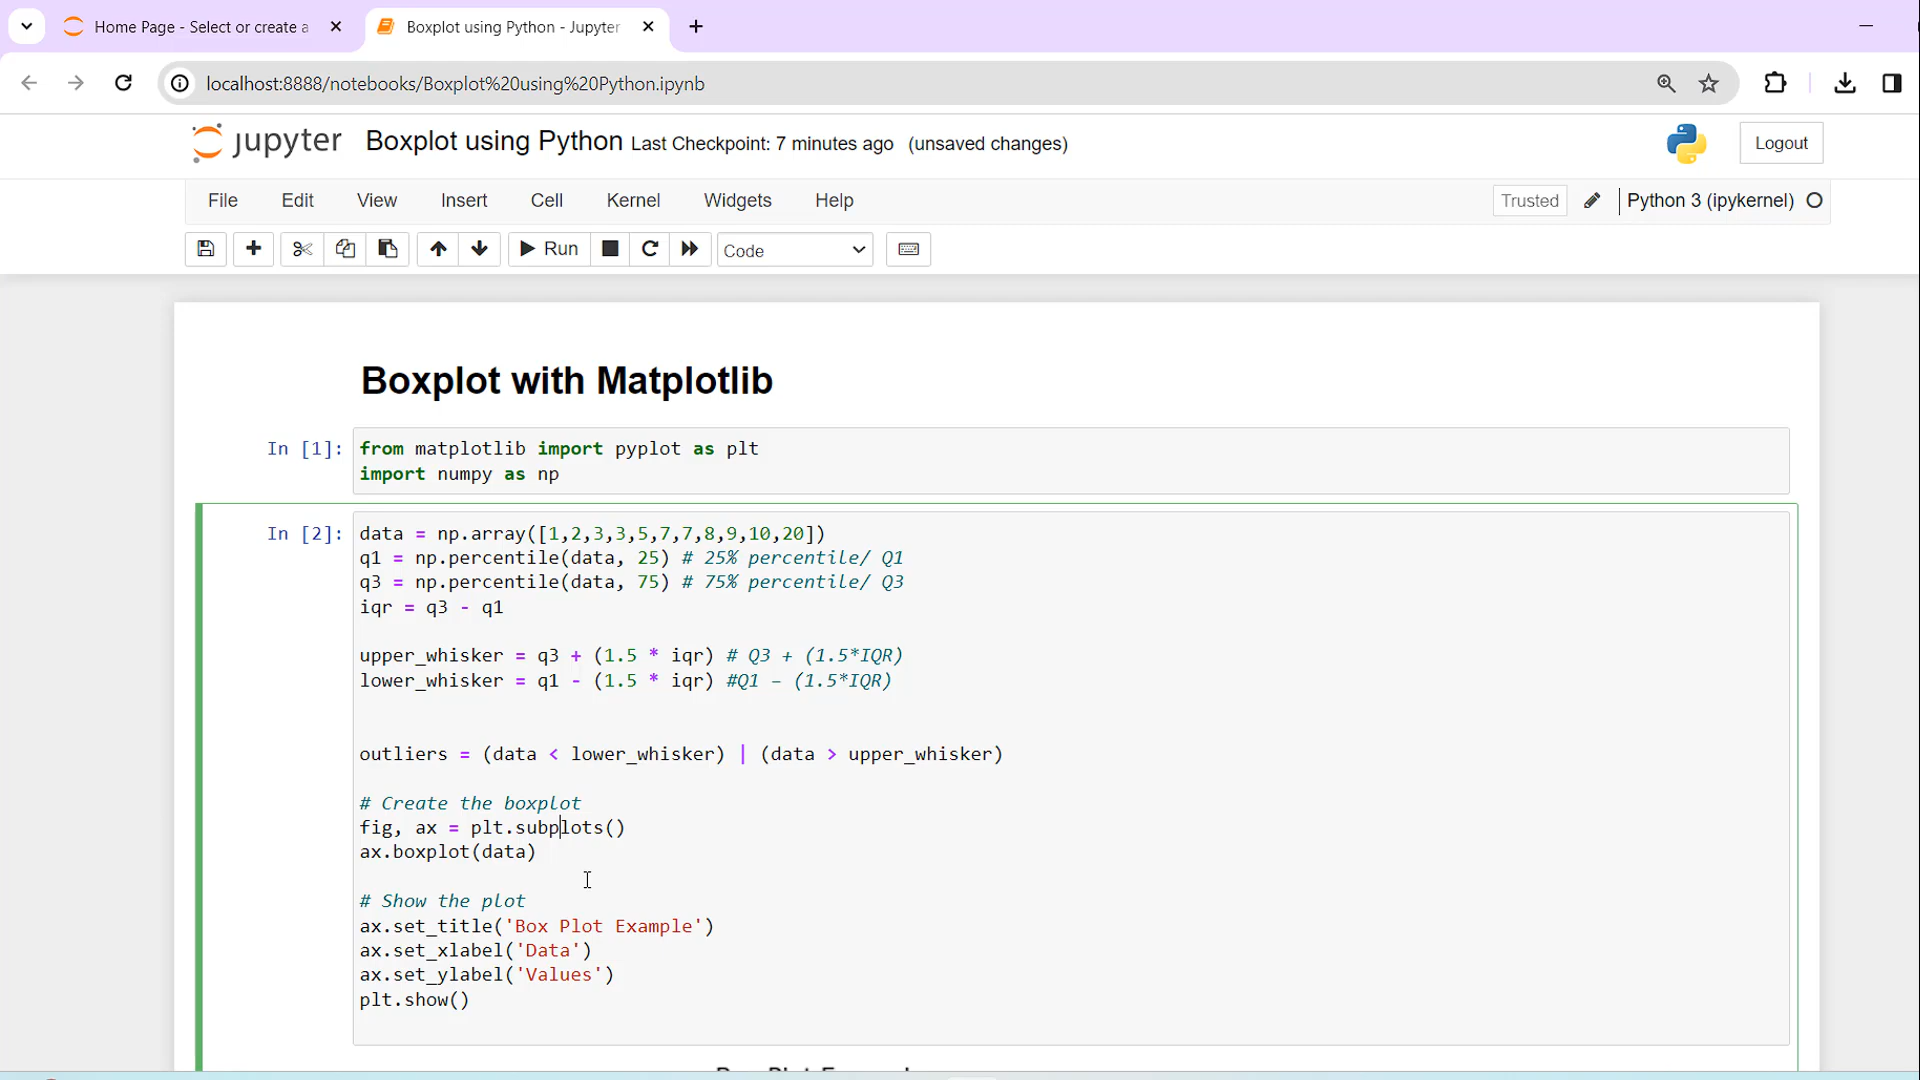 Home Page - Select or create a
Boxplot using Python - Jupyter
localhost:8888/notebooks/Boxplot%20using%20Python.ipynb
jupyter Boxplot using Python Last Checkpoint: 7 minutes ago (unsaved changes) Logout
File Edit View Insert Cell Kernel Widgets Help Trusted Python 3 (ipykernel)
Run Code
Boxplot with Matplotlib
In [1]: from matplotlib import pyplot as plt
import numpy as np
In [2]: data = np.array([1,2,3,3,5,7,7,8,9,10,20])
q1 = np.percentile(data, 25) # 25% percentile/ Q1
q3 = np.percentile(data, 75) # 75% percentile/ Q3
iqr = q3 - q1
upper_whisker = q3 + (1.5 * iqr) # Q3 + (1.5*IQR)
lower_whisker = q1 - (1.5 * iqr) #Q1 – (1.5*IQR)
outliers = (data < lower_whisker) | (data > upper_whisker)
# Create the boxplot
fig, ax = plt.subplots()
ax.boxplot(data)
# Show the plot
ax.set_title('Box Plot Example')
ax.set_xlabel('Data')
ax.set_ylabel('Values')
plt.show()